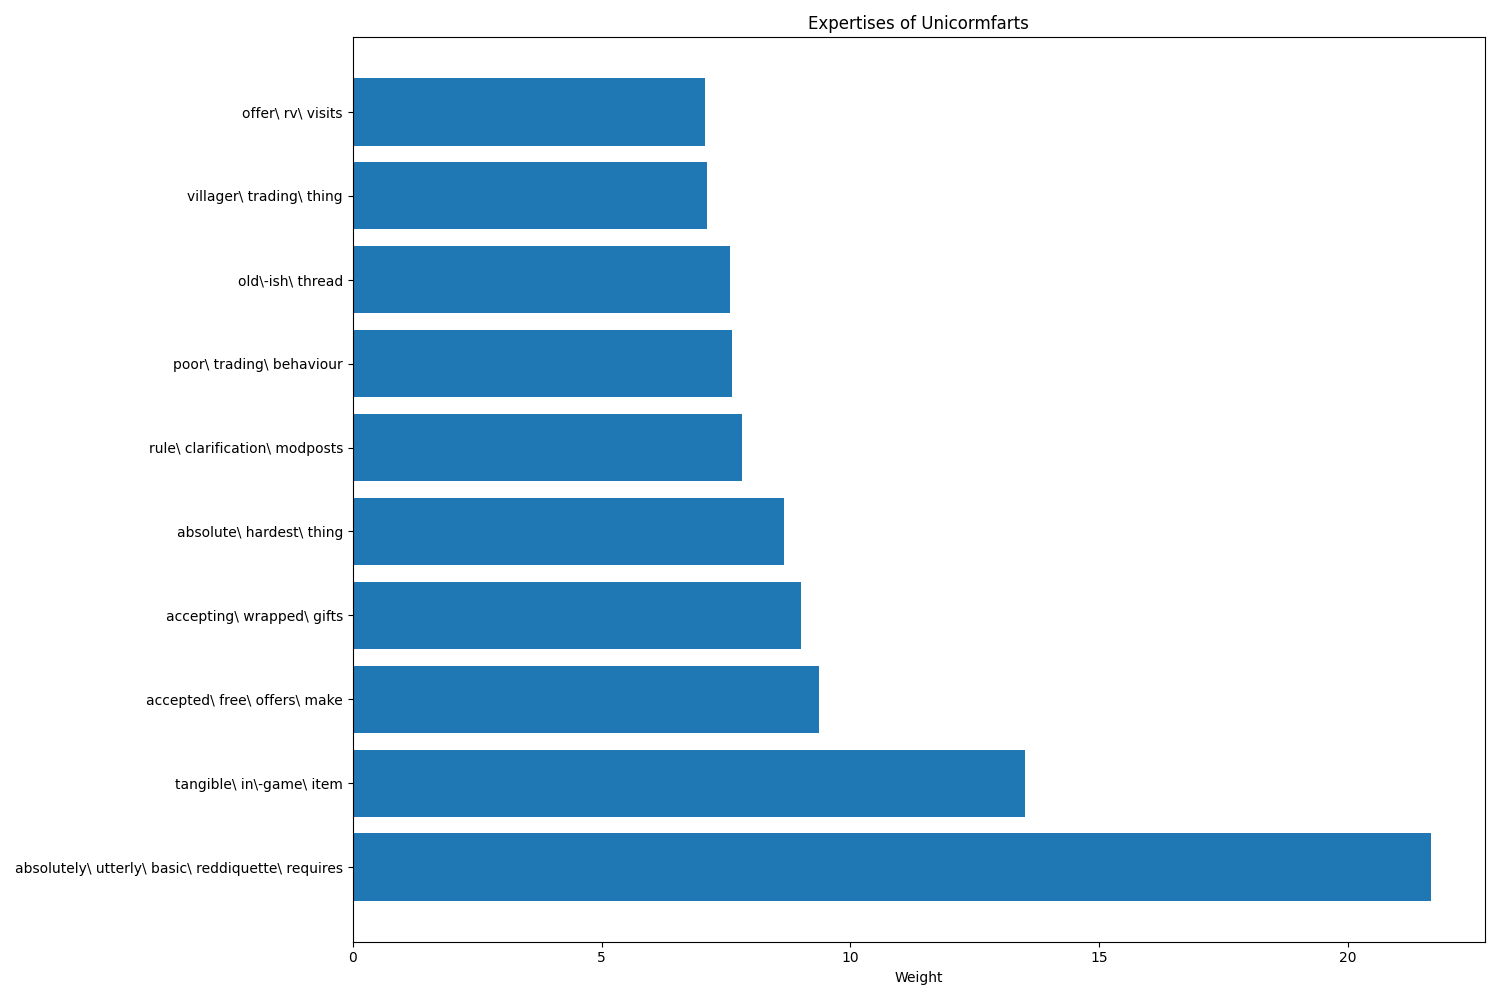 Expertises of Unicormfarts
offer\ rv\ visits
villager\ trading\ thing
old\-ish\ thread
poor\ trading\ behaviour
rule\ clarification\ modposts
absolute\ hardest\ thing
accepting\ wrapped\ gifts
accepted\ free\ offers\ make
tangible\ in\-game\ item
absolutely\ utterly\ basic\ reddiquette\ requires
0 5 10 15 20
Weight